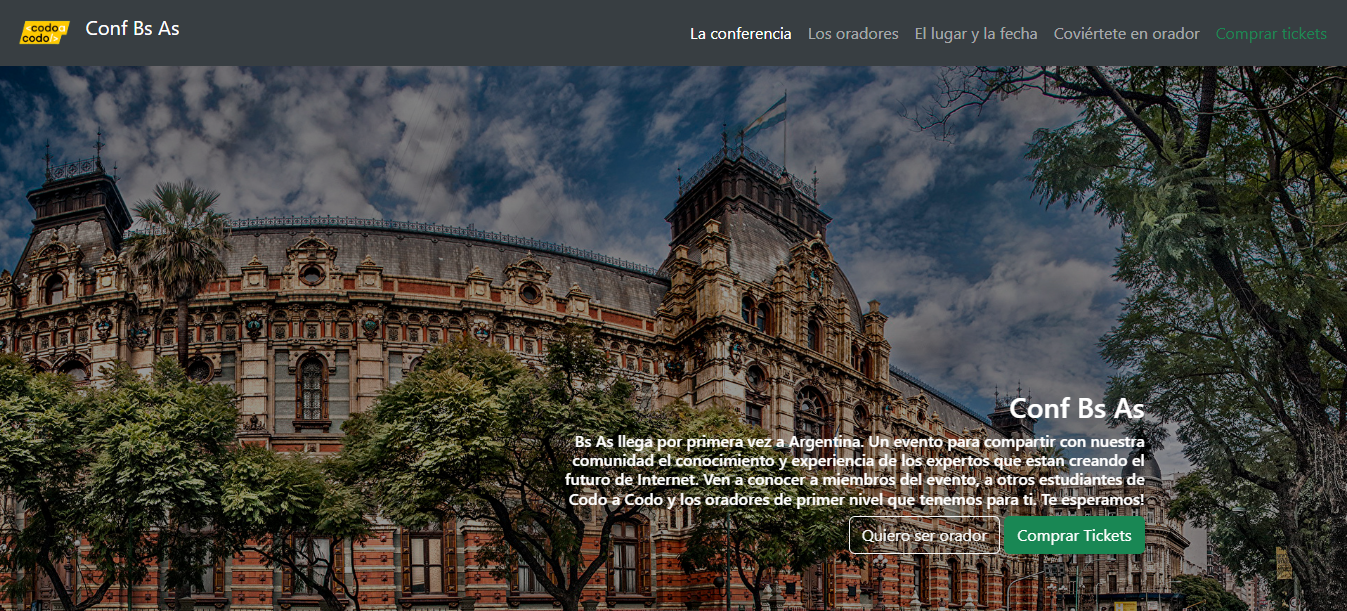 codo a
codo
Conf Bs As
La conferencia
Los oradores
El lugar y la fecha
Coviértete en orador
Comprar tickets
Conf Bs As
Bs As llega por primera vez a Argentina. Un evento para compartir con nuestra
comunidad el conocimiento y experiencia de los expertos que estan creando el
futuro de Internet. Ven a conocer a miembros del evento, a otros estudiantes de
Codo a Codo y los oradores de primer nivel que tenemos para ti. Te esperamos!
Quiero ser orador
Comprar Tickets